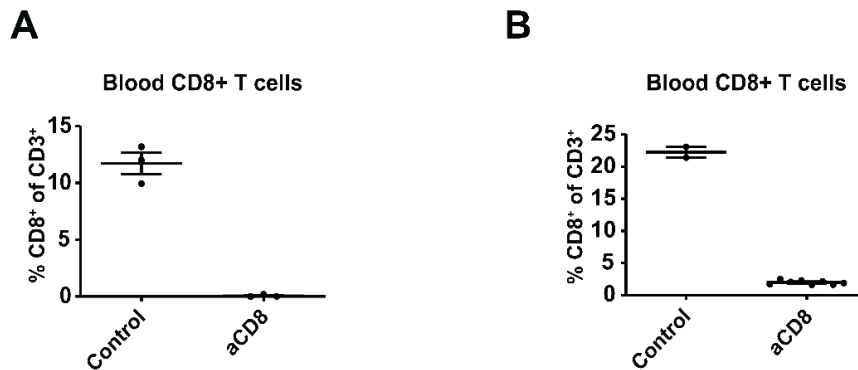 A
Blood CD8+ T cells
% CD8⁺ of CD3⁺
15
10
5
0
Control
aCD8
B
Blood CD8+ T cells
% CD8⁺ of CD3⁺
25
20
15
10
5
0
Control
aCD8